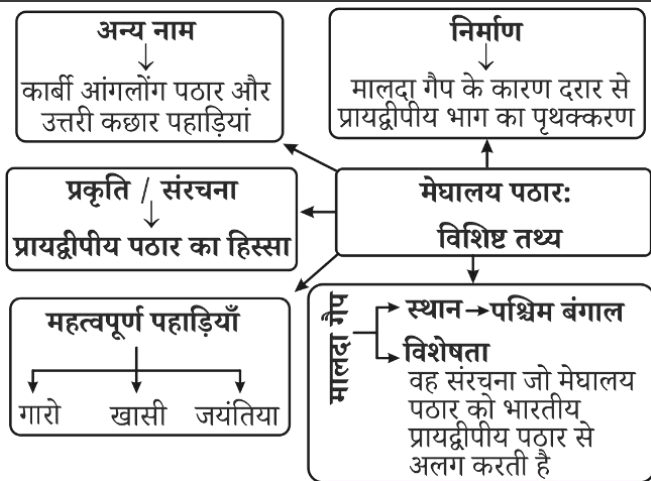 अन्य नाम
कार्बी आंगलोंग पठार और
उत्तरी कछार पहाड़ियां
निर्माण
मालदा गैप के कारण दरार से
प्रायद्वीपीय भाग का पृथक्करण
प्रकृति / संरचना
प्रायद्वीपीय पठार का हिस्सा
मेघालय पठार:
विशिष्ट तथ्य
महत्वपूर्ण पहाड़ियाँ
गारो खासी जयंतिया
मालदा गैप
स्थान → पश्चिम बंगाल
विशेषता
वह संरचना जो मेघालय
पठार को भारतीय
प्रायद्वीपीय पठार से
अलग करती है